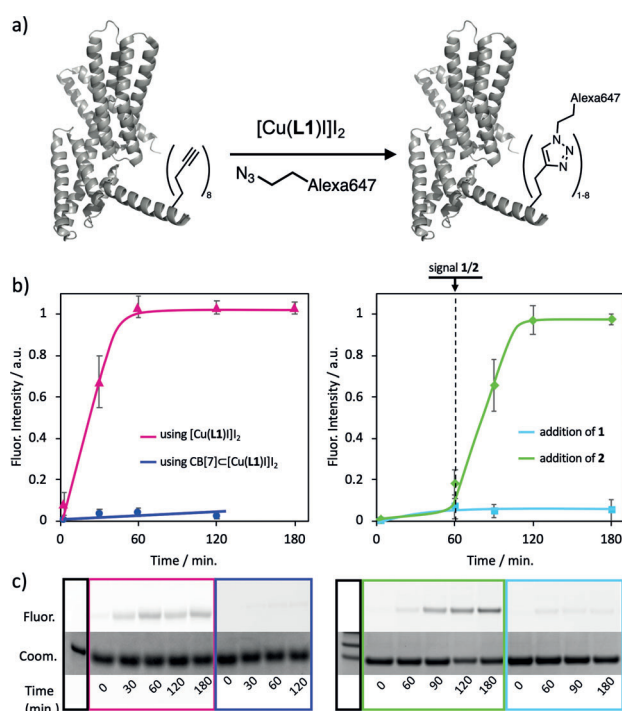 a)
[Cu(L1)I]I₂
N₃
Alexa647
8
Alexa647
N
N
N
1-8
b)
signal 1/2
Fluor. Intensity / a.u.
1
0.8
0.6
0.4
0.2
0
using [Cu(L1)I]I₂
using CB[7]⊂[Cu(L1)I]I₂
0 60 120 180
Time / min.
Fluor. Intensity / a.u.
1
0.8
0.6
0.4
0.2
0
addition of 1
addition of 2
0 60 120 180
Time / min.
c)
Fluor.
Coom.
Time
(min.)
0 30 60 120 180 0 30 60 120
0 60 90 120 180 0 60 90 120 180